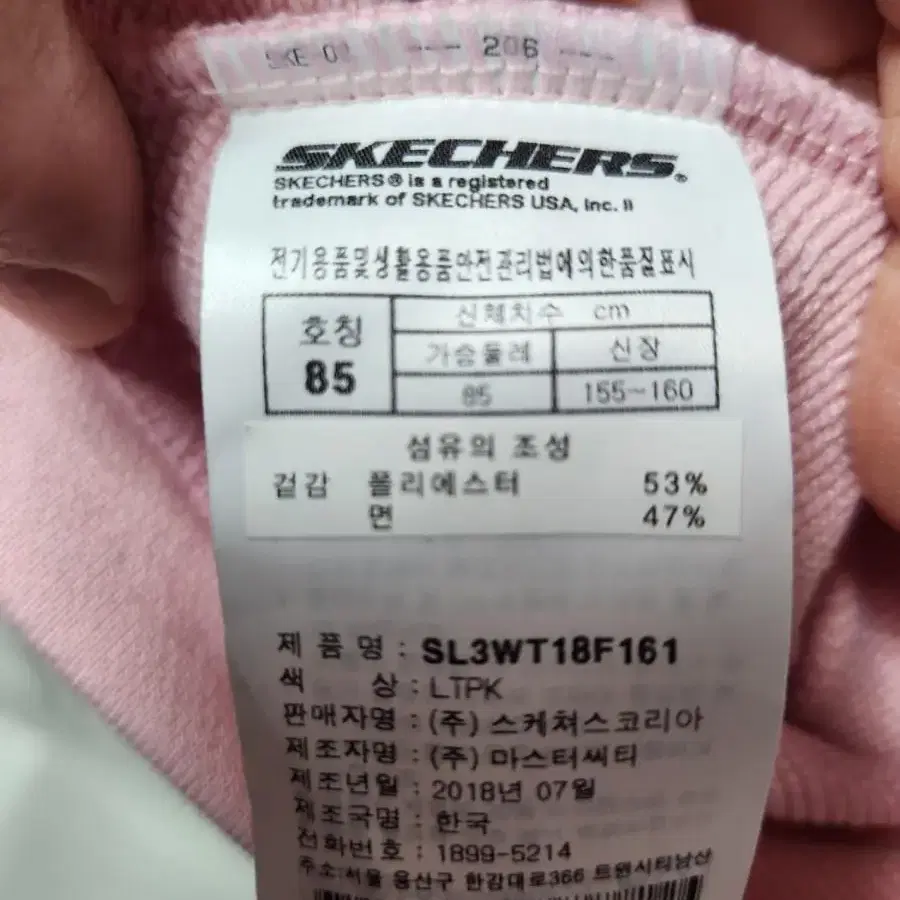 206
SKECHERS®
SKECHERS® is a registered
trademark of SKECHERS USA, Inc. II
전기용품및생활용품안전관리법에의한품질표시
호칭 85
신체치수 cm
가슴둘레 신장
85 155~160
섬유의 조성
겉감 폴리에스터 53%
면 47%
제 품 명 : SL3WT18F161
색 상 : LTPK
판매자명 : (주) 스케쳐스코리아
제조자명 : (주) 마스터씨티
제조년월 : 2018년 07월
제조국명 : 한국
전화번호 : 1899-5214
주소:서울 용산구 한강대로366 트윈시티남산